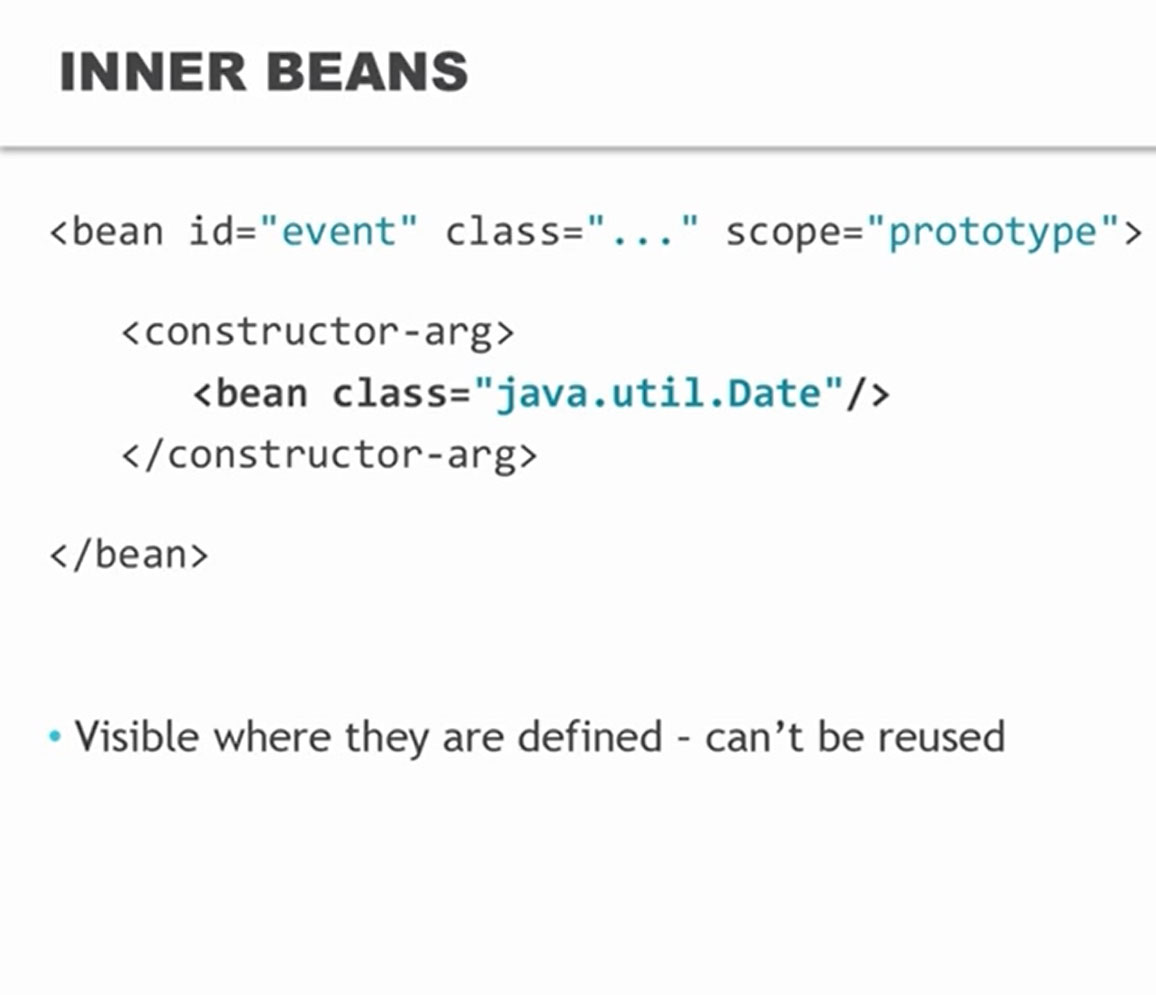 INNER BEANS
<bean id="event" class="..." scope="prototype">
<constructor-arg>
<bean class="java.util.Date"/>
</constructor-arg>
</bean>
• Visible where they are defined - can’t be reused